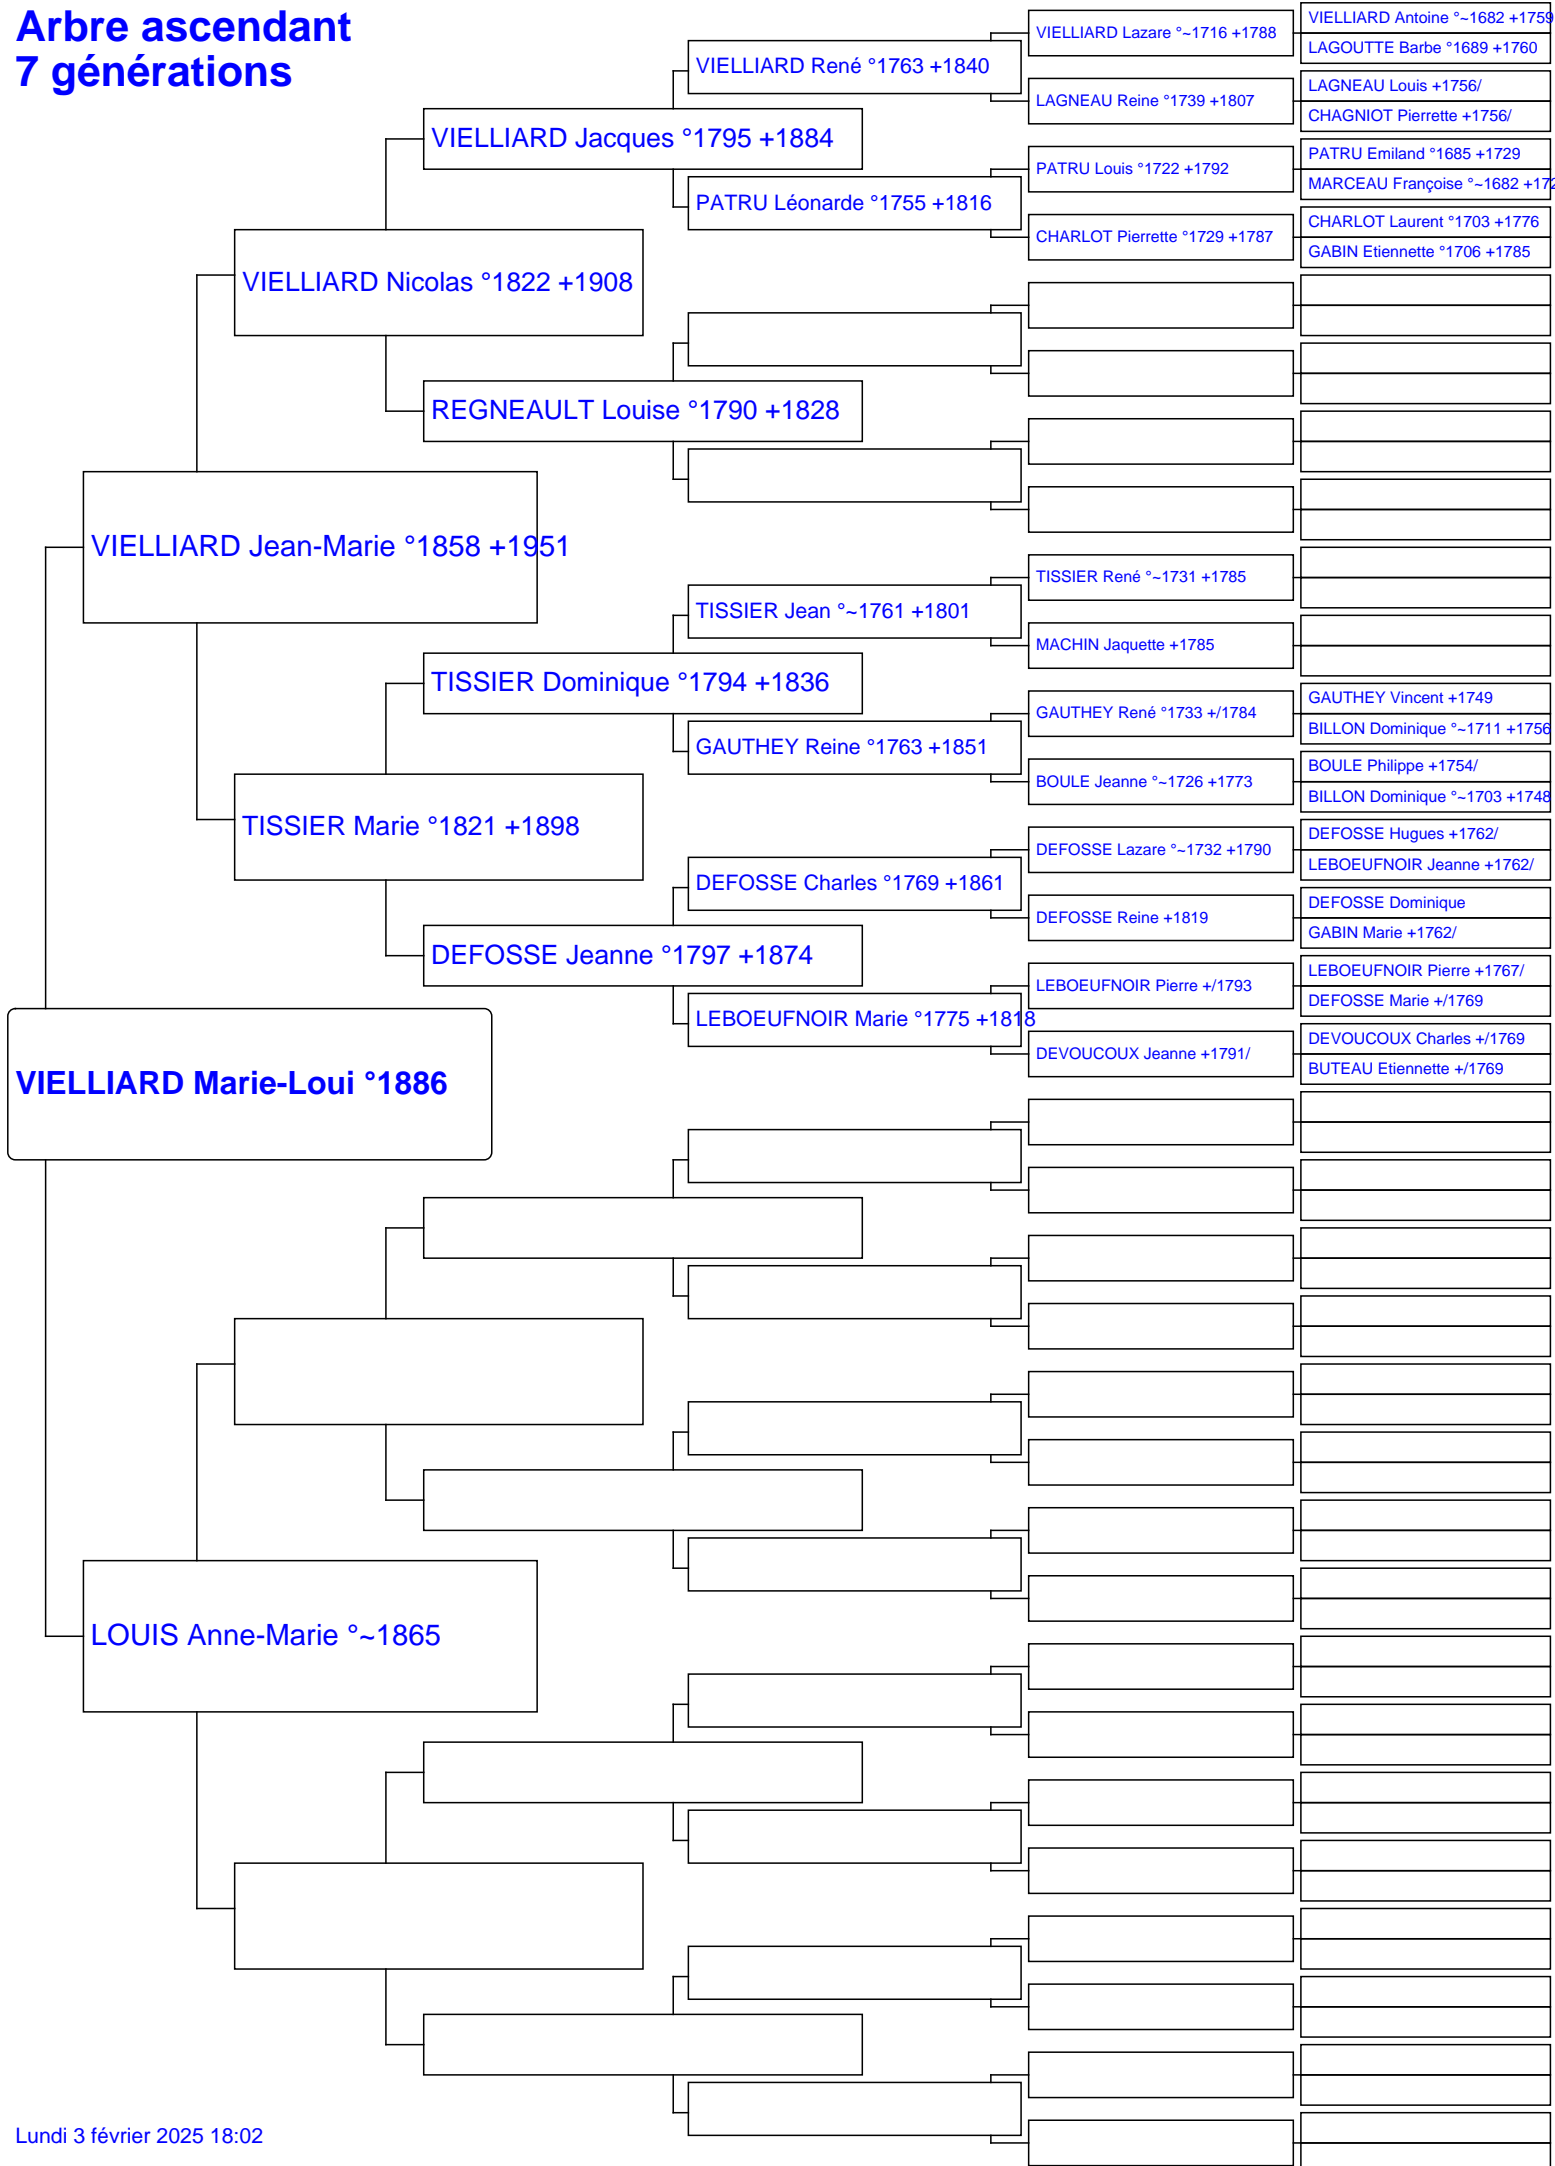 Arbre ascendant
7 générations
VIELLIARD Marie-Loui °1886
VIELLIARD Jean-Marie °1858 +1951
LOUIS Anne-Marie °~1865
VIELLIARD Nicolas °1822 +1908
TISSIER Marie °1821 +1898
VIELLIARD Jacques °1795 +1884
REGNEAULT Louise °1790 +1828
TISSIER Dominique °1794 +1836
DEFOSSE Jeanne °1797 +1874
VIELLIARD René °1763 +1840
PATRU Léonarde °1755 +1816
TISSIER Jean °~1761 +1801
GAUTHEY Reine °1763 +1851
DEFOSSE Charles °1769 +1861
LEBOEUFNOIR Marie °1775 +1818
VIELLIARD Lazare °~1716 +1788
LAGNEAU Reine °1739 +1807
PATRU Louis °1722 +1792
CHARLOT Pierrette °1729 +1787
TISSIER René °~1731 +1785
MACHIN Jaquette +1785
GAUTHEY René °1733 +/1784
BOULE Jeanne °~1726 +1773
DEFOSSE Lazare °~1732 +1790
DEFOSSE Reine +1819
LEBOEUFNOIR Pierre +/1793
DEVOUCOUX Jeanne +1791/
VIELLIARD Antoine °~1682 +1759
LAGOUTTE Barbe °1689 +1760
LAGNEAU Louis +1756/
CHAGNIOT Pierrette +1756/
PATRU Emiland °1685 +1729
MARCEAU Françoise °~1682
CHARLOT Laurent °1703 +1776
GABIN Etiennette °1706 +1785
GAUTHEY Vincent +1749
BILLON Dominique °~1711 +1756
BOULE Philippe +1754/
BILLON Dominique °~1703 +1748
DEFOSSE Hugues +1762/
LEBOEUFNOIR Jeanne +1762/
DEFOSSE Dominique
GABIN Marie +1762/
LEBOEUFNOIR Pierre +1767/
DEFOSSE Marie +/1769
DEVOUCOUX Charles +/1769
BUTEAU Etiennette +/1769
Lundi 3 février 2025 18:02